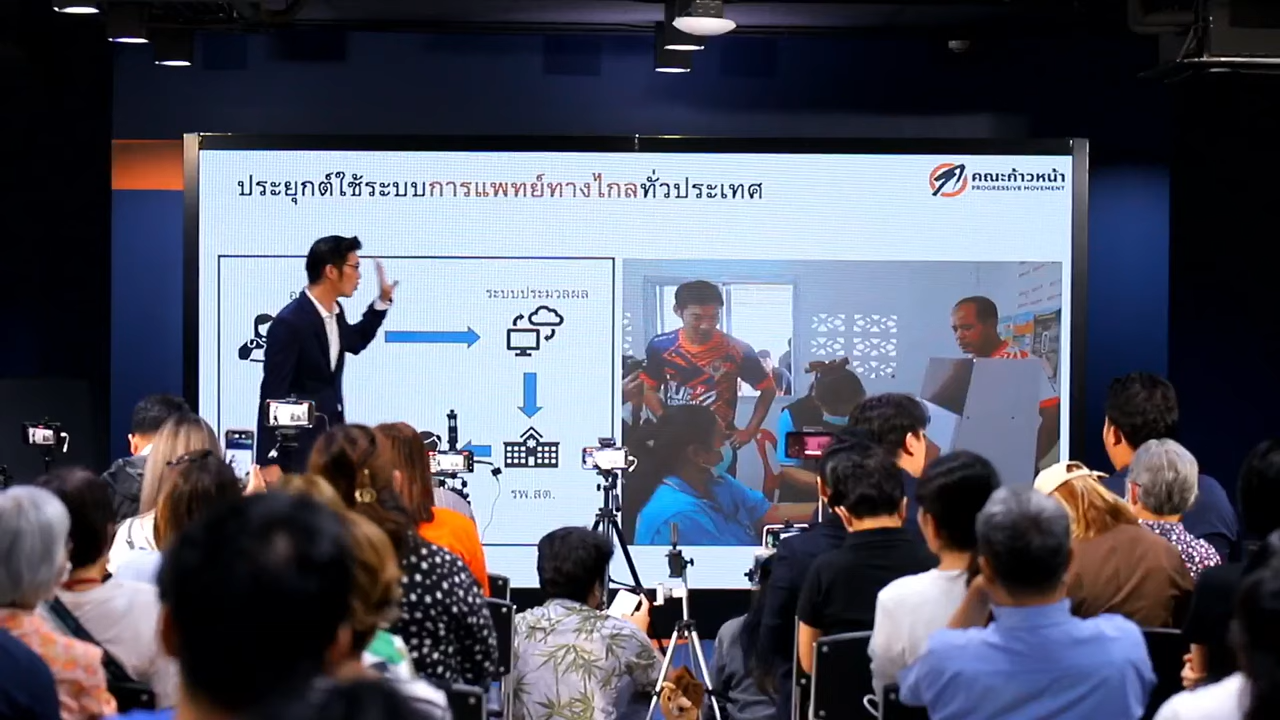 ประยุกต์ใช้ระบบการแพทย์ทางไกลทั่วประเทศ
คณะก้าวหน้า
PROGRESSIVE MOVEMENT
ระบบประมวลผล
รพ.สต.